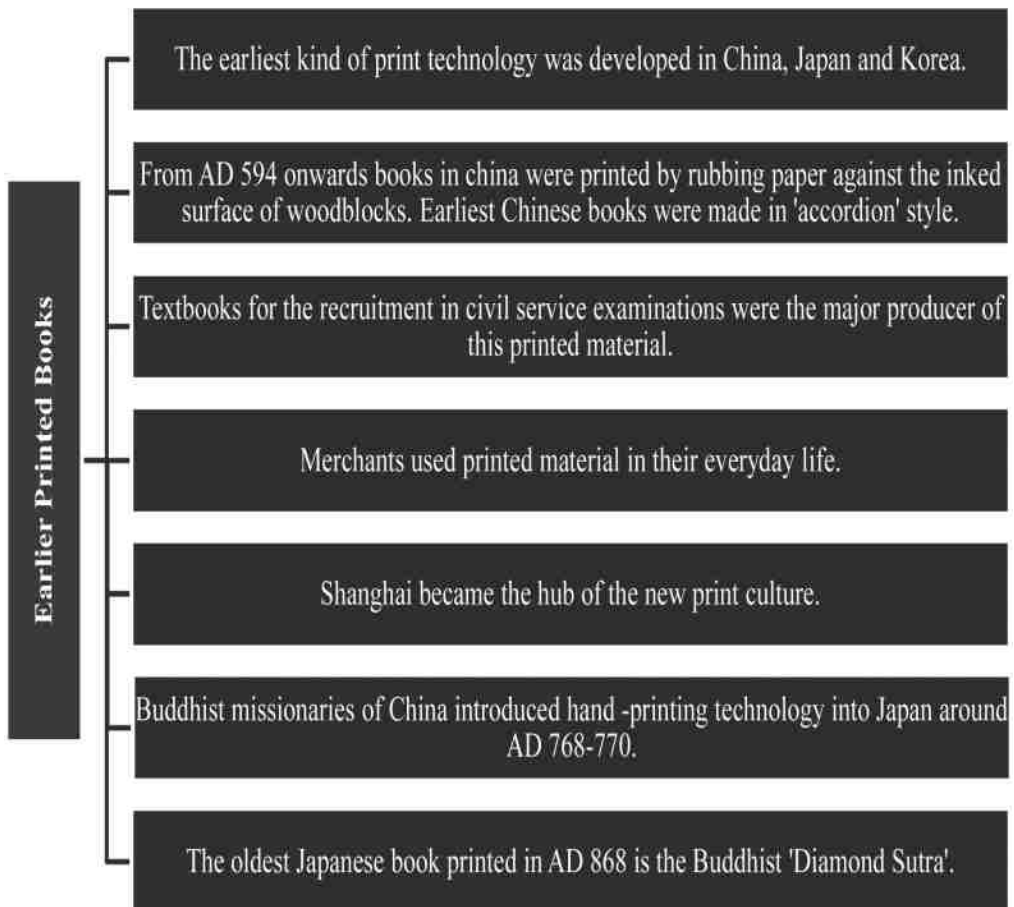 Earlier Printed Books
The earliest kind of print technology was developed in China, Japan and Korea.
From AD 594 onwards books in china were printed by rubbing paper against the inked
surface of woodblocks. Earliest Chinese books were made in 'accordion' style.
Textbooks for the recruitment in civil service examinations were the major producer of
this printed material.
Merchants used printed material in their everyday life.
Shanghai became the hub of the new print culture.
Buddhist missionaries of China introduced hand -printing technology into Japan around
AD 768-770.
The oldest Japanese book printed in AD 868 is the Buddhist 'Diamond Sutra'.